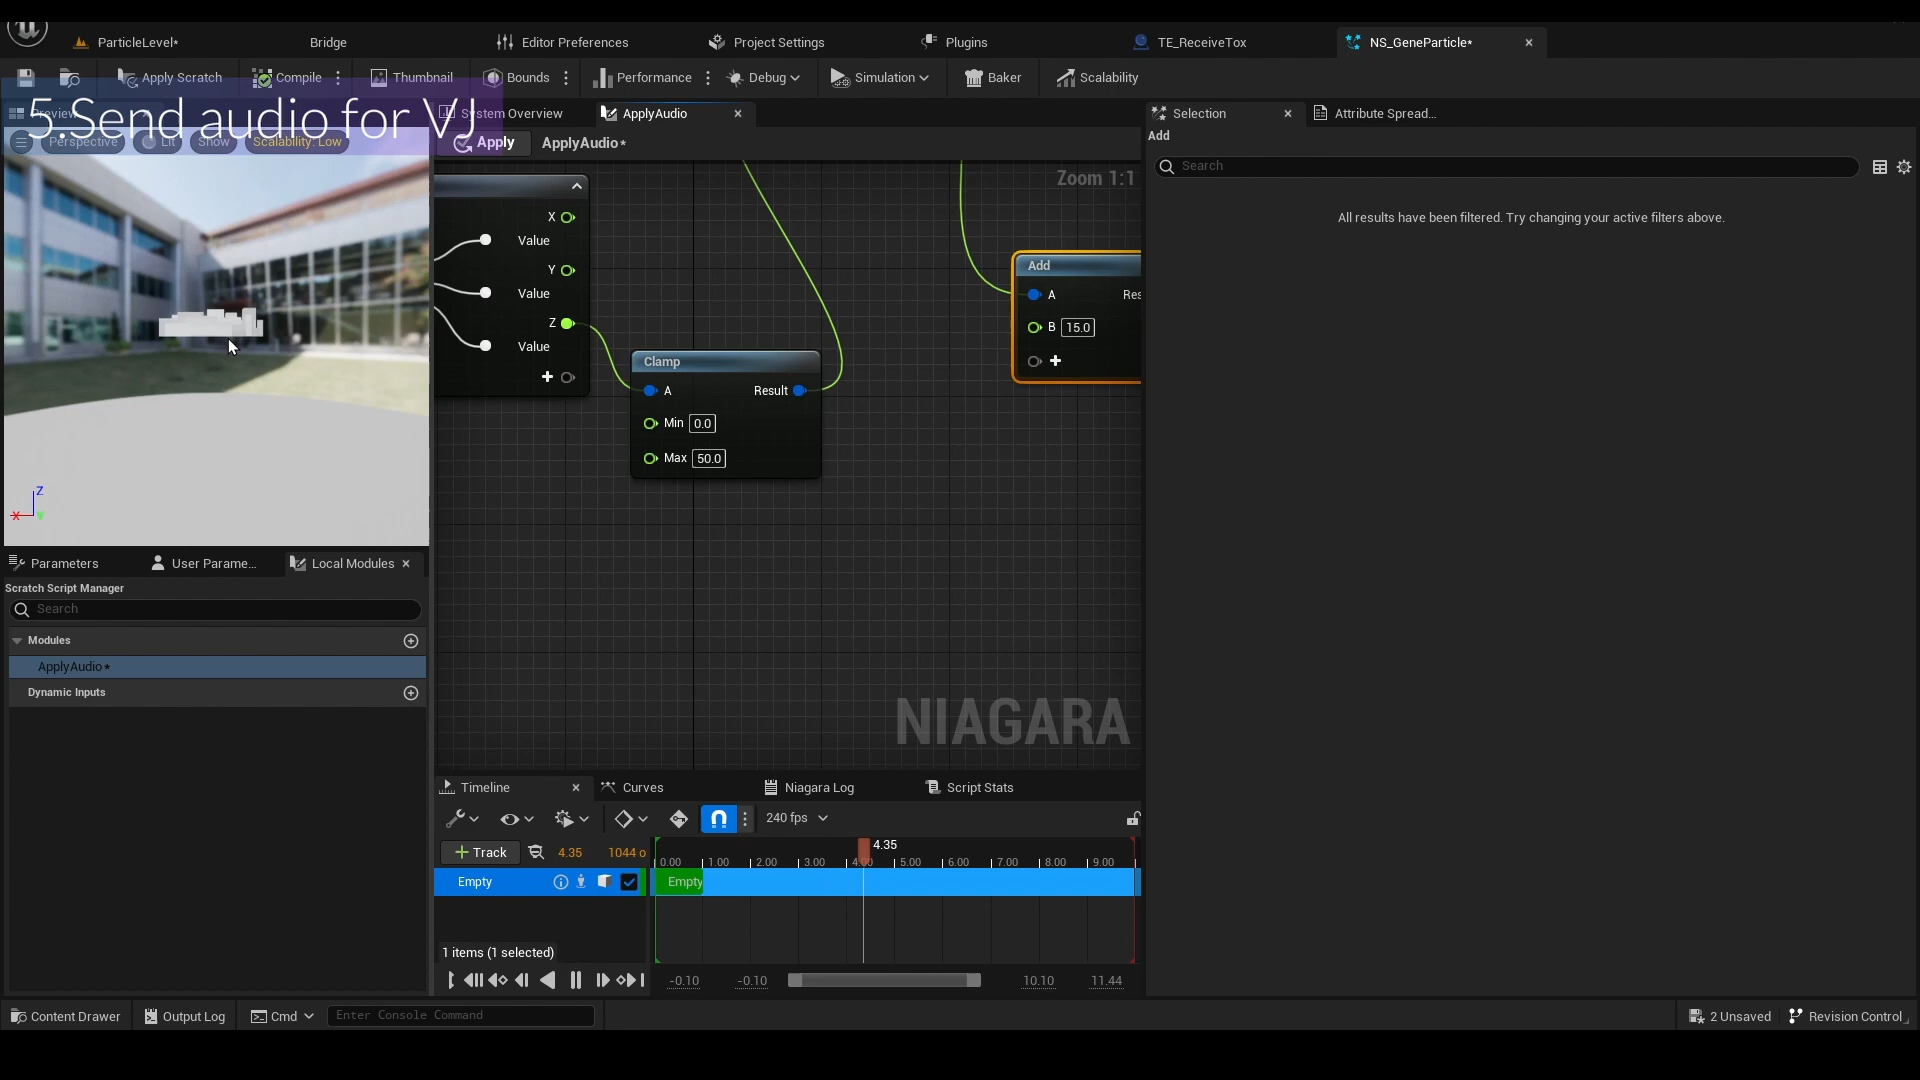 ParticleLevel*
Bridge
Editor Preferences
Project Settings
Plugins
TE_ReceiveTox
NS_GeneParticle*
Apply Scratch
Compile
Thumbnail
Bounds
Performance
Debug
Simulation
Baker
Scalability
5.Send audio for VJ
Preview
System Overview
ApplyAudio
Selection
Attribute Spread...
Perspective
Lit
Show
Scalability: Low
Apply
ApplyAudio*
Add
Search
All results have been filtered. Try changing your active filters above.
Zoom 1:1
X
Value
Y
Value
Z
Value
Clamp
A
Result
Min 0.0
Max 50.0
Add
A
Res
B 15.0
NIAGARA
Z
X
Y
Parameters
User Parame...
Local Modules
Scratch Script Manager
Search
Modules
ApplyAudio*
Dynamic Inputs
Timeline
Curves
Niagara Log
Script Stats
240 fps
Track
4.35
1044 o
4.35
0.00
1.00
2.00
3.00
4.00
5.00
6.00
7.00
8.00
9.00
Empty
Empty
1 items (1 selected)
-0.10
-0.10
10.10
11.44
Content Drawer
Output Log
Cmd
Enter Console Command
2 Unsaved
Revision Control